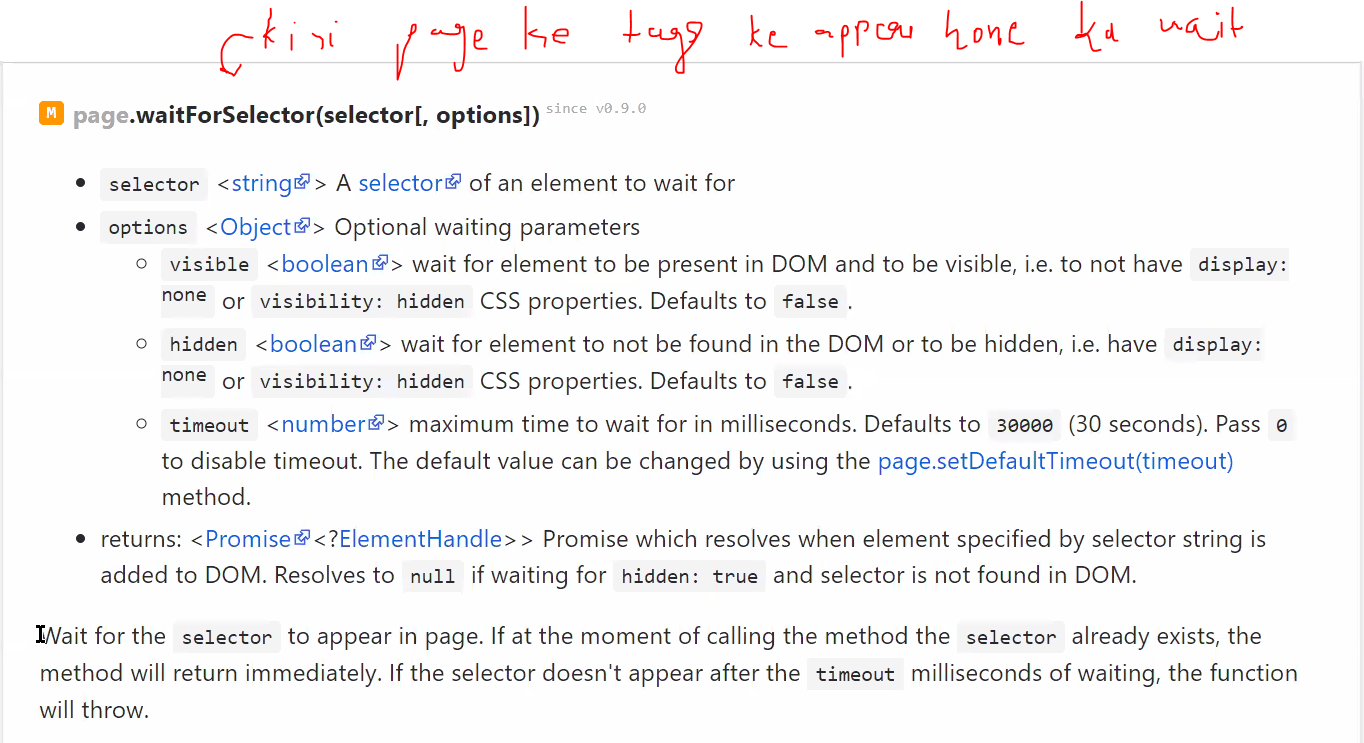 kisi page ke tags ke appear hone ka wait
M page.waitForSelector(selector[, options]) since v0.9.0
• selector <string> A selector of an element to wait for
• options <Object> Optional waiting parameters
○ visible <boolean> wait for element to be present in DOM and to be visible, i.e. to not have display:
none or visibility: hidden CSS properties. Defaults to false.
○ hidden <boolean> wait for element to not be found in the DOM or to be hidden, i.e. have display:
none or visibility: hidden CSS properties. Defaults to false.
○ timeout <number> maximum time to wait for in milliseconds. Defaults to 30000 (30 seconds). Pass 0
to disable timeout. The default value can be changed by using the page.setDefaultTimeout(timeout)
method.
• returns: <Promise<?ElementHandle>> Promise which resolves when element specified by selector string is
added to DOM. Resolves to null if waiting for hidden: true and selector is not found in DOM.
Wait for the selector to appear in page. If at the moment of calling the method the selector already exists, the
method will return immediately. If the selector doesn't appear after the timeout milliseconds of waiting, the function
will throw.